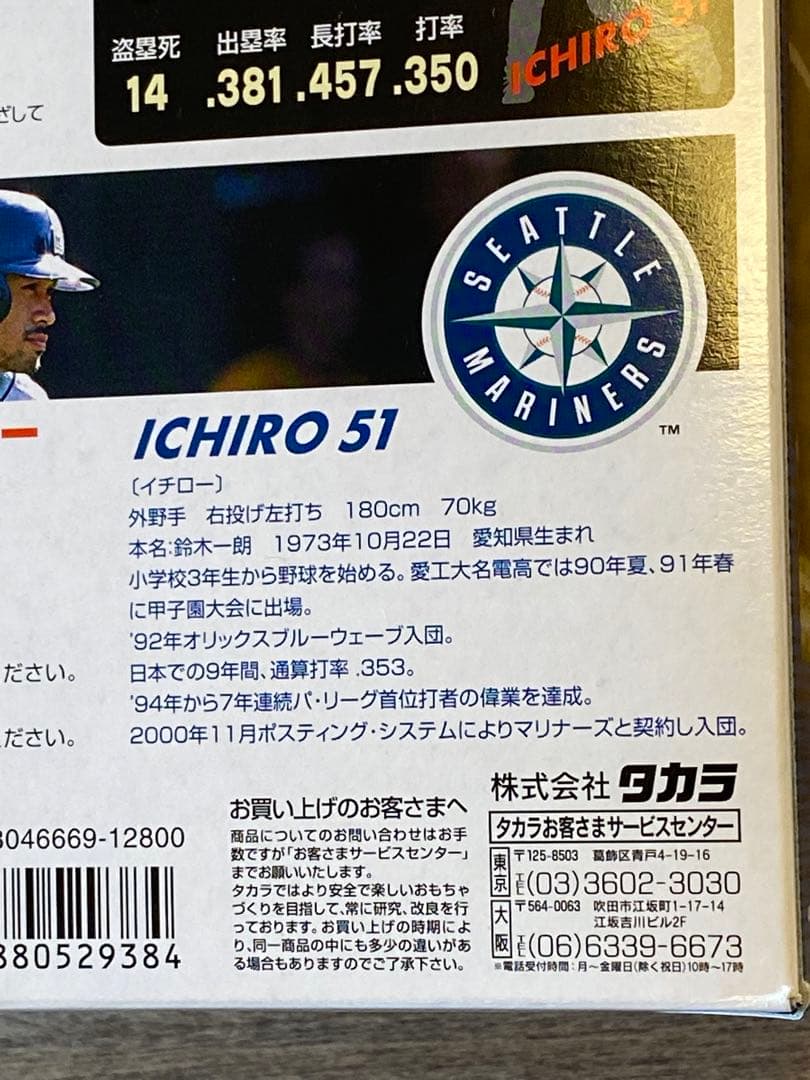 盗塁死 出塁率 長打率 打率
14 .381 .457 .350
ICHIRO 51
ざして
SEATTLE
MARINERS
TM
ICHIRO 51
〔イチロー〕
外野手 右投げ左打ち 180cm 70kg
本名:鈴木一朗 1973年10月22日 愛知県生まれ
小学校3年生から野球を始める。愛工大名電高では90年夏、91年春
に甲子園大会に出場。
'92年オリックスブルーウェーブ入団。
日本での9年間、通算打率 .353。
'94年から7年連続パ・リーグ首位打者の偉業を達成。
2000年11月ポスティング・システムによりマリナーズと契約し入団。
ださい。
ださい。
株式会社 タカラ
タカラお客さまサービスセンター
東京 〒125-8503 葛飾区青戸4-19-16
TEL(03)3602-3030
大阪 〒564-0063 吹田市江坂町1-17-14
江坂吉川ビル2F
TEL(06)6339-6673
※電話受付時間:月〜金曜日(除く祝日)10時〜17時
お買い上げのお客さまへ
商品についてのお問い合わせはお手
数ですが「お客さまサービスセンター」
までお願いいたします。
タカラではより安全で楽しいおもちゃ
づくりを目指して、常に研究、改良を行
っております。お買い上げの時期によ
り、同一商品の中にも多少の違いがあ
る場合もありますのでご了承下さい。
046669-12800
880529384